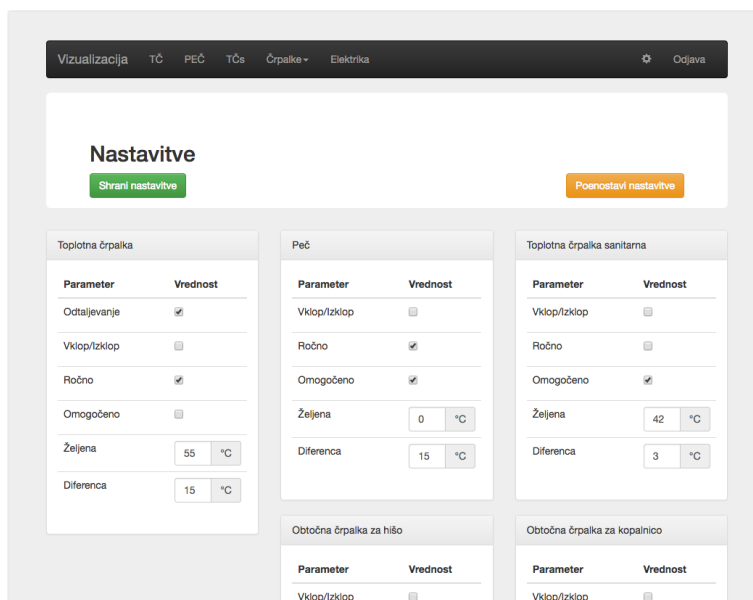 Vizualizacija TČ PEČ TČs Črpalke Elektrika Odjava
Nastavitve
Shrani nastavitve Poenostavi nastavitve
Toplotna črpalka
Parameter Vrednost
Odtaljevanje
Vklop/Izklop
Ročno
Omogočeno
Željena 55 °C
Diferenca 15 °C
Peč
Parameter Vrednost
Vklop/Izklop
Ročno
Omogočeno
Željena 0 °C
Diferenca 15 °C
Toplotna črpalka sanitarna
Parameter Vrednost
Vklop/Izklop
Ročno
Omogočeno
Željena 42 °C
Diferenca 3 °C
Obtočna črpalka za hišo
Parameter Vrednost
Vklop/Izklop
Obtočna črpalka za kopalnico
Parameter Vrednost
Vklop/Izklop